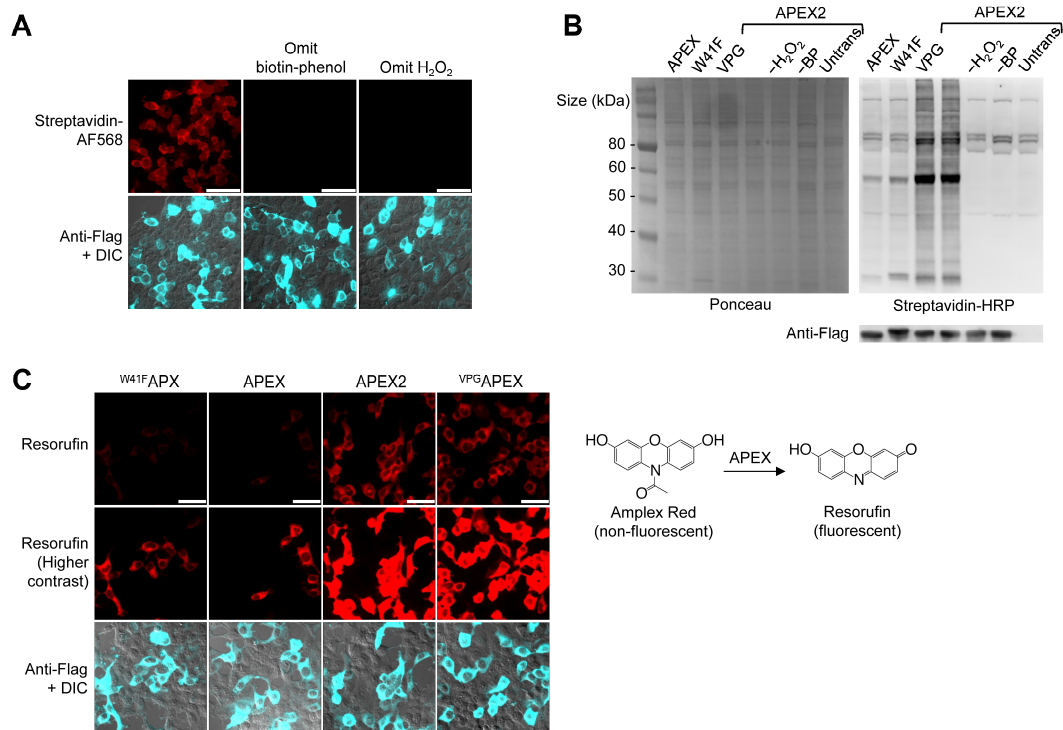 A
Omit
biotin-phenol
Omit H₂O₂
Streptavidin-
AF568
Anti-Flag
+ DIC
B
APEX2
APEX2
APEX
W41F
VPG
−H₂O₂
−BP
Untrans.
APEX
W41F
VPG
−H₂O₂
−BP
Untrans.
Size (kDa)
80
60
50
40
30
Ponceau
Streptavidin-HRP
Anti-Flag
C
W41FAPX
APEX
APEX2
VPGAPEX
Resorufin
Resorufin
(Higher
contrast)
Anti-Flag
+ DIC
HO
O
OH
N
O
APEX
HO
O
O
N
Amplex Red
(non-fluorescent)
Resorufin
(fluorescent)